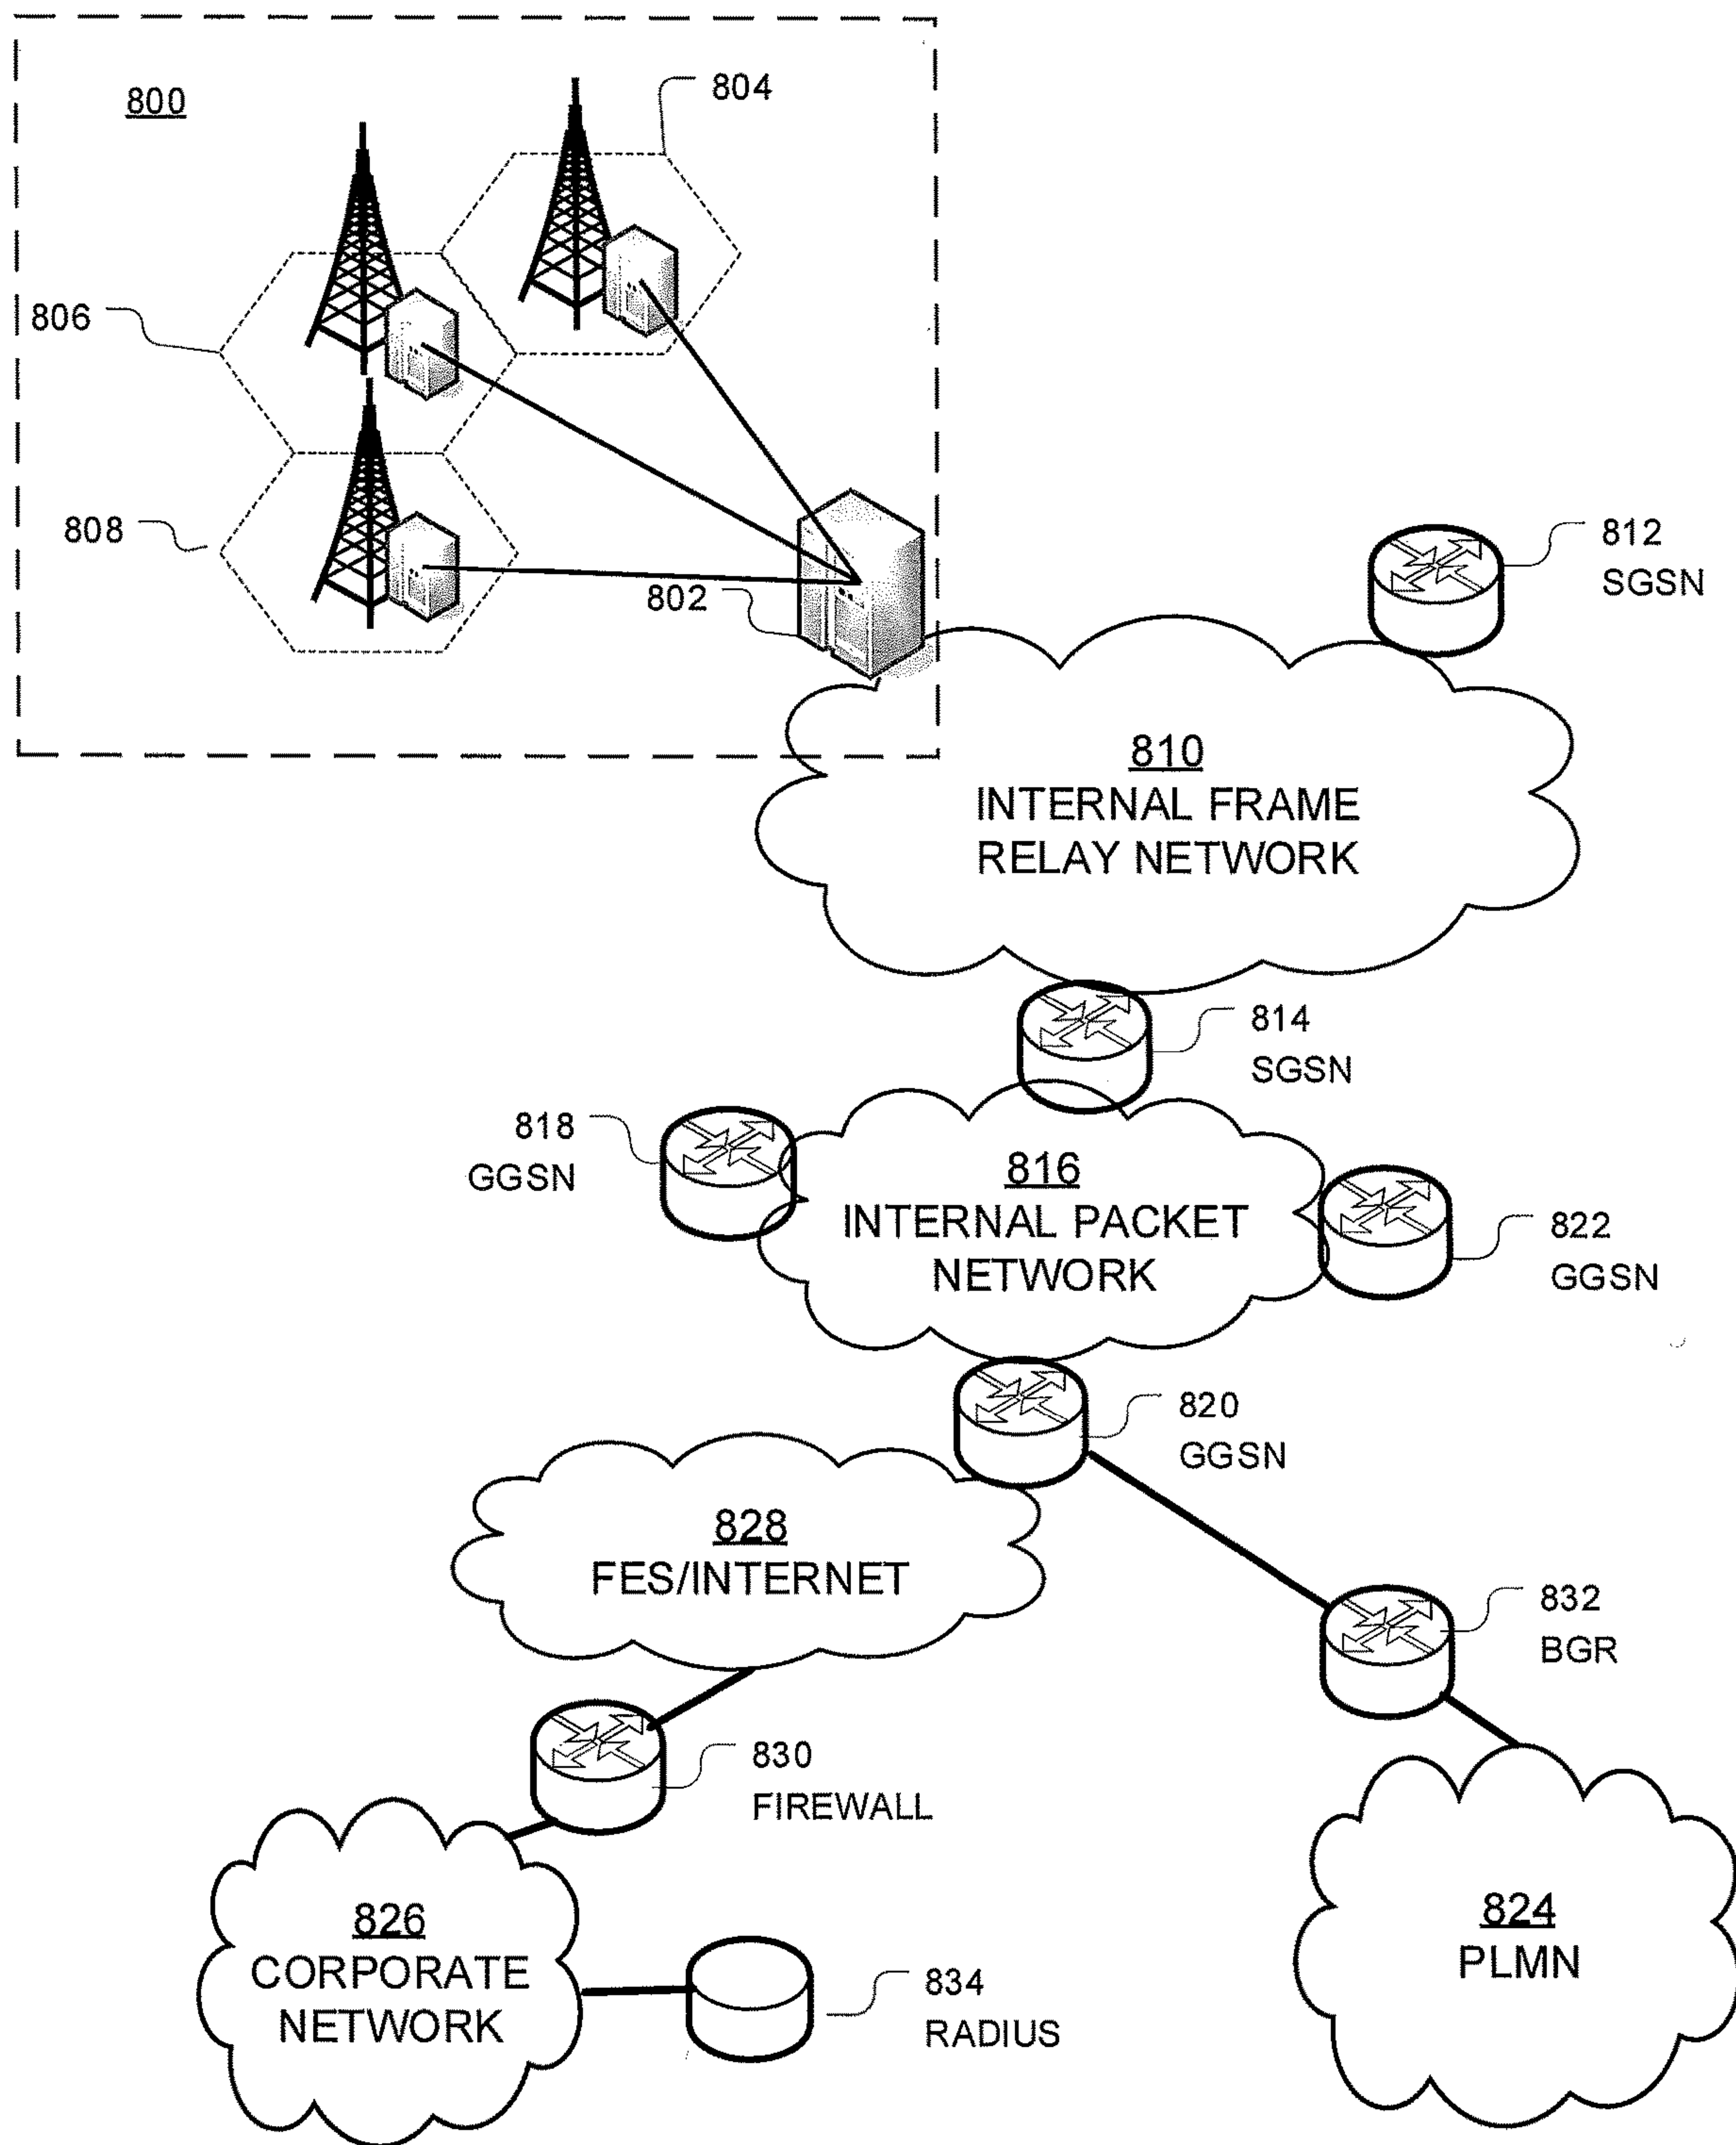 800
804
806
808
802
812
SGSN
810
INTERNAL FRAME
RELAY NETWORK
814
SGSN
818
GGSN
816
INTERNAL PACKET
NETWORK
822
GGSN
820
GGSN
828
FES/INTERNET
832
BGR
830
FIREWALL
826
CORPORATE
NETWORK
834
RADIUS
824
PLMN